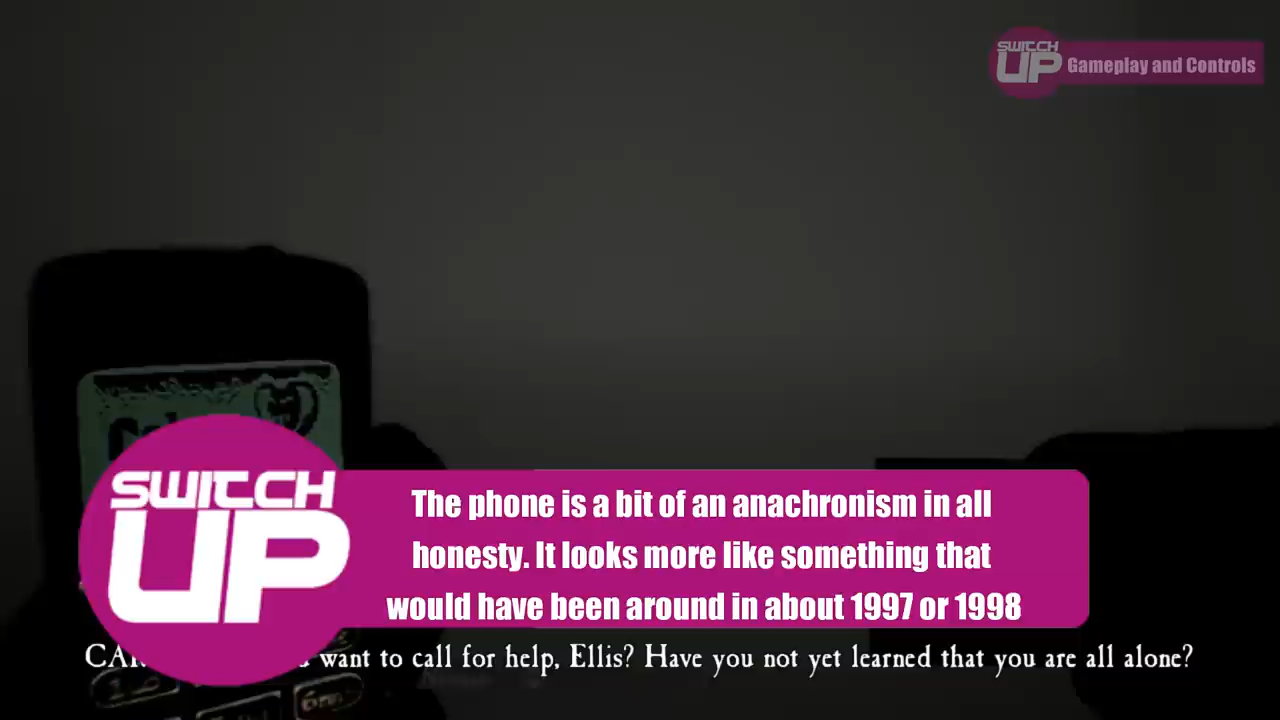 SWITCH
UP
Gameplay and Controls
SWITCH
UP
The phone is a bit of an anachronism in all
honesty. It looks more like something that
would have been around in about 1997 or 1998
want to call for help, Ellis? Have you not yet learned that you are all alone?